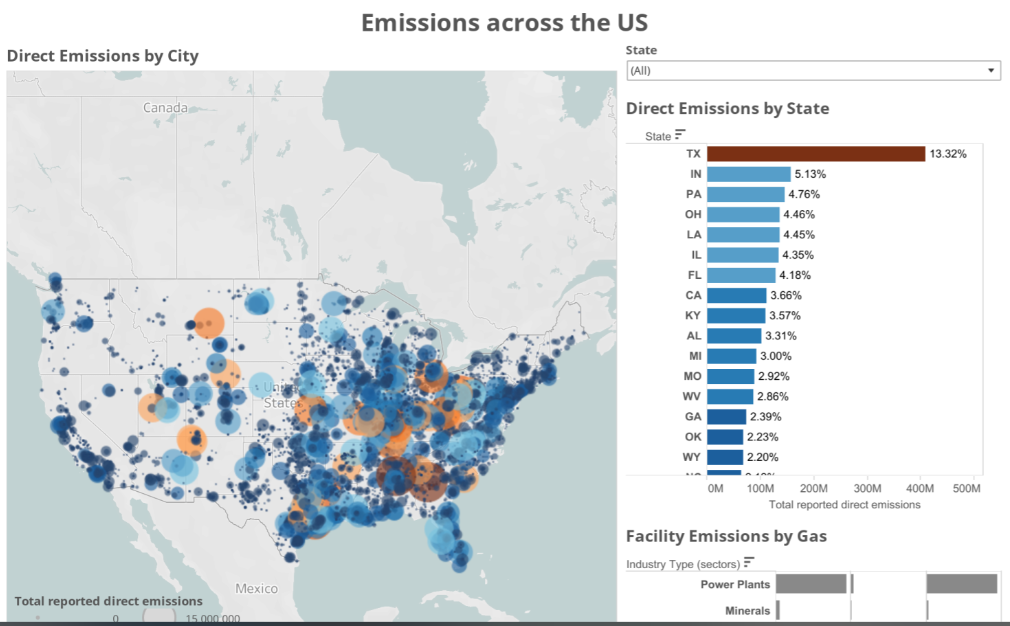 Emissions across the US
Direct Emissions by City
Canada
United
States
Mexico
Total reported direct emissions
0 15 000 000
State
(All)
Direct Emissions by State
State
TX 13.32%
IN 5.13%
PA 4.76%
OH 4.46%
LA 4.45%
IL 4.35%
FL 4.18%
CA 3.66%
KY 3.57%
AL 3.31%
MI 3.00%
MO 2.92%
WV 2.86%
GA 2.39%
OK 2.23%
WY 2.20%
0M 100M 200M 300M 400M 500M
Total reported direct emissions
Facility Emissions by Gas
Industry Type (sectors)
Power Plants
Minerals